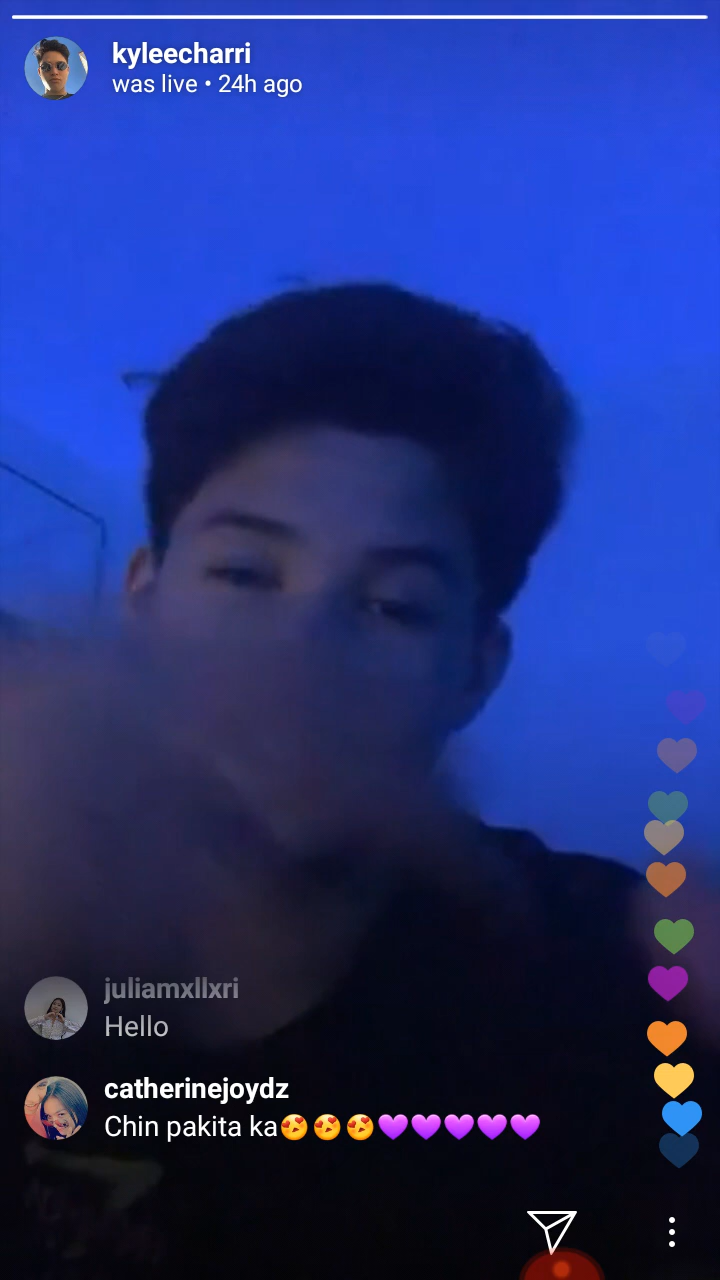 kyleecharri
was live • 24h ago
juliamxllxri
Hello
catherinejoydz
Chin pakita ka😍😍😍💜💜💜💜💜